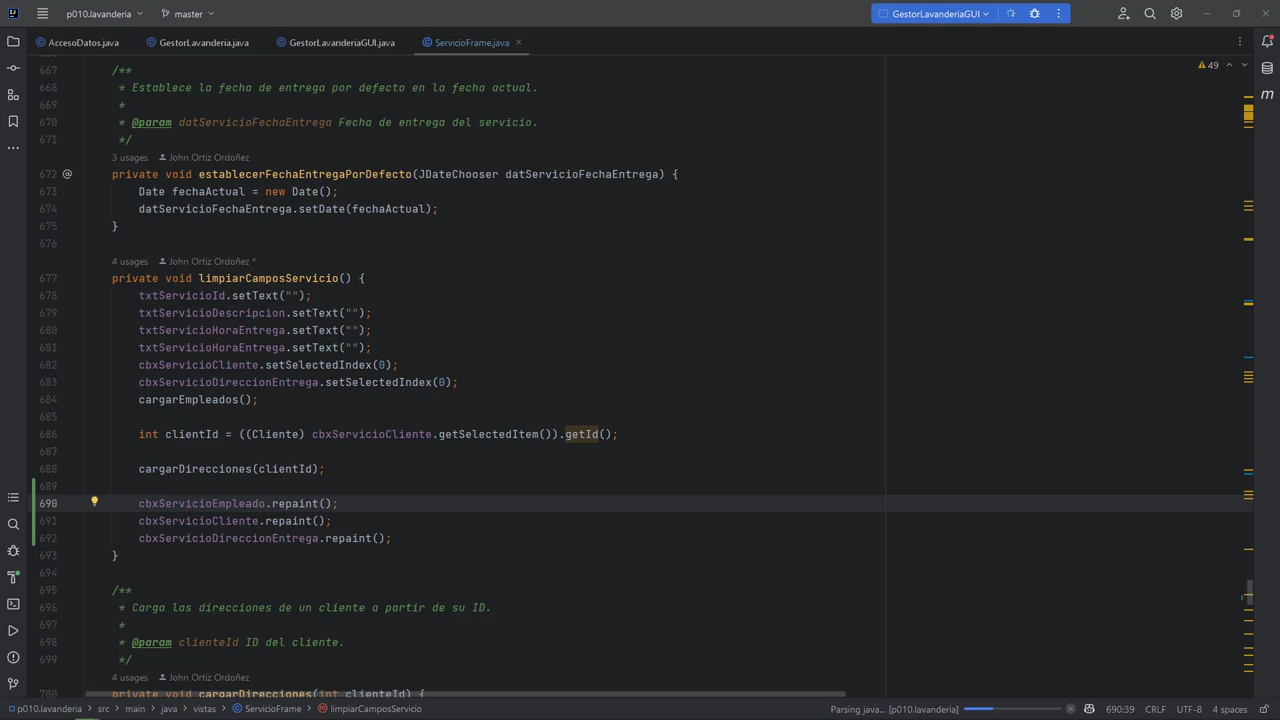 p010.lavanderia
master
GestorLavanderiaGUI
AccesoDatos.java
GestorLavanderia.java
GestorLavanderiaGUI.java
ServicioFrame.java
49
667 /**
668 * Establece la fecha de entrega por defecto en la fecha actual.
669 *
670 * @param datServicioFechaEntrega Fecha de entrega del servicio.
671 */
3 usages John Ortiz Ordoñez
672 private void establecerFechaEntregaPorDefecto(JDateChooser datServicioFechaEntrega) {
673 Date fechaActual = new Date();
674 datServicioFechaEntrega.setDate(fechaActual);
675 }
676
4 usages John Ortiz Ordoñez *
677 private void limpiarCamposServicio() {
678 txtServicioId.setText("");
679 txtServicioDescripcion.setText("");
680 txtServicioHoraEntrega.setText("");
681 txtServicioHoraEntrega.setText("");
682 cbxServicioCliente.setSelectedIndex(0);
683 cbxServicioDireccionEntrega.setSelectedIndex(0);
684 cargarEmpleados();
685
686 int clientId = ((Cliente) cbxServicioCliente.getSelectedItem()).getId();
687
688 cargarDirecciones(clientId);
689
690 cbxServicioEmpleado.repaint();
691 cbxServicioCliente.repaint();
692 cbxServicioDireccionEntrega.repaint();
693 }
694
695 /**
696 * Carga las direcciones de un cliente a partir de su ID.
697 *
698 * @param clienteId ID del cliente.
699 */
4 usages John Ortiz Ordoñez
700 private void cargarDirecciones(int clienteId) {
p010.lavanderia > src > main > java > vistas > ServicioFrame > limpiarCamposServicio
Parsing java... [p010.lavanderia]
690:39 CRLF UTF-8 4 spaces